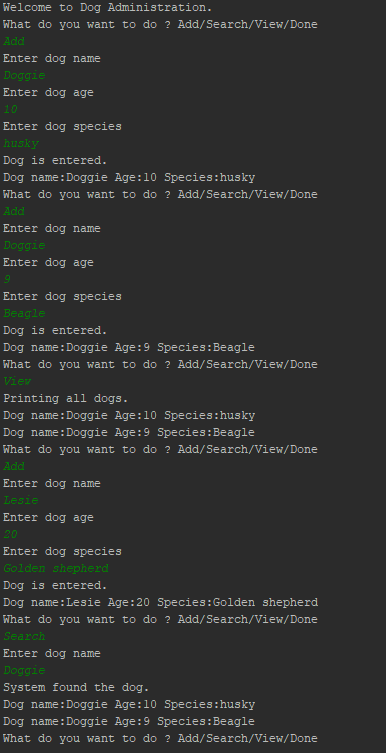 Welcome to Dog Administration.
What do you want to do ? Add/Search/View/Done
Add
Enter dog name
Doggie
Enter dog age
10
Enter dog species
husky
Dog is entered.
Dog name:Doggie Age:10 Species:husky
What do you want to do ? Add/Search/View/Done
Add
Enter dog name
Doggie
Enter dog age
9
Enter dog species
Beagle
Dog is entered.
Dog name:Doggie Age:9 Species:Beagle
What do you want to do ? Add/Search/View/Done
View
Printing all dogs.
Dog name:Doggie Age:10 Species:husky
Dog name:Doggie Age:9 Species:Beagle
What do you want to do ? Add/Search/View/Done
Add
Enter dog name
Lesie
Enter dog age
20
Enter dog species
Golden shepherd
Dog is entered.
Dog name:Lesie Age:20 Species:Golden shepherd
What do you want to do ? Add/Search/View/Done
Search
Enter dog name
Doggie
System found the dog.
Dog name:Doggie Age:10 Species:husky
Dog name:Doggie Age:9 Species:Beagle
What do you want to do ? Add/Search/View/Done